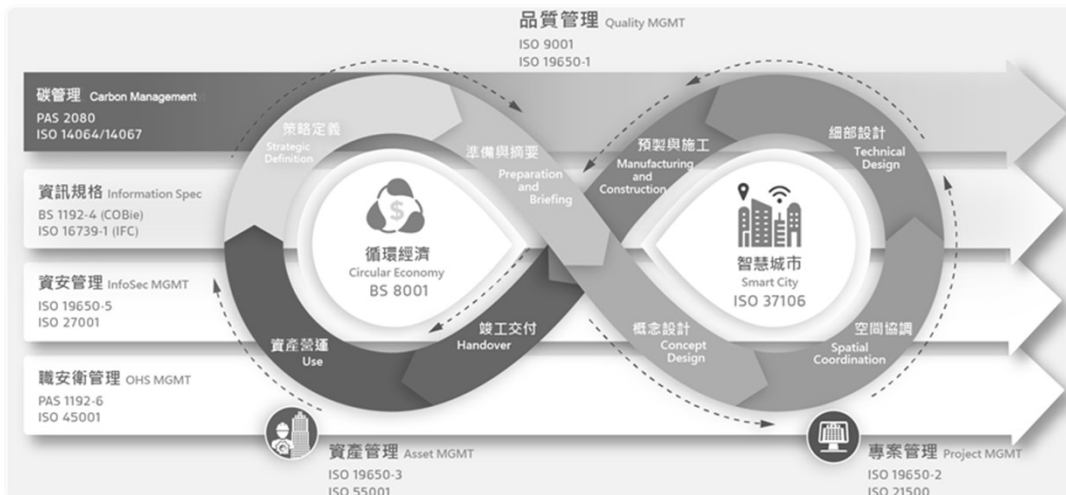 品質管理 Quality MGMT
ISO 9001
ISO 19650-1
碳管理 Carbon Management
PAS 2080
ISO 14064/14067
資訊規格 Information Spec
BS 1192-4 (COBie)
ISO 16739-1 (IFC)
資安管理 InfoSec MGMT
ISO 19650-5
ISO 27001
職安衛管理 OHS MGMT
PAS 1192-6
ISO 45001
策略定義
Strategic
Definition
準備與摘要
Preparation
and
Briefing
預製與施工
Manufacturing
and
Construction
細部設計
Technical
Design
循環經濟
Circular Economy
BS 8001
智慧城市
Smart City
ISO 37106
資產營運
Use
竣工交付
Handover
概念設計
Concept
Design
空間協調
Spatial
Coordination
資產管理 Asset MGMT
ISO 19650-3
ISO 55001
專案管理 Project MGMT
ISO 19650-2
ISO 21500